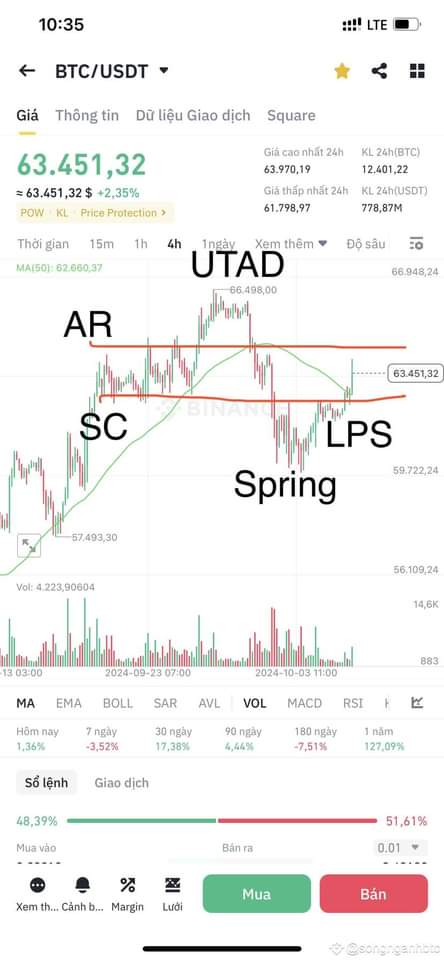 10:35
LTE
BTC/USDT
Giá Thông tin Dữ liệu Giao dịch Square
63.451,32
≈ 63.451,32 $ +2,35%
POW KL Price Protection >
Giá cao nhất 24h
63.970,19
KL 24h(BTC)
12.401,22
Giá thấp nhất 24h
61.798,97
KL 24h(USDT)
778,87M
Thời gian 15m 1h 4h 1ngày Xem thêm Độ sâu
MA(50): 62.660,37
UTAD
66.948,24
66.498,00
AR
63.451,32
BINANCE
SC
LPS
Spring
59.722,24
57.493,30
56.109,24
Vol: 4.223,90604
14,6K
883
-13 03:00 2024-09-23 07:00 2024-10-03 11:00
MA EMA BOLL SAR AVL VOL MACD RSI
Hôm nay 7 ngày 30 ngày 90 ngày 180 ngày 1 năm
1,36% -3,52% 17,38% 4,44% -7,51% 127,09%
Sổ lệnh Giao dịch
48,39% 51,61%
Mua vào Bán ra 0.01
Xem th... Cảnh b... Margin Lưới Mua Bán
@songnganhbtc